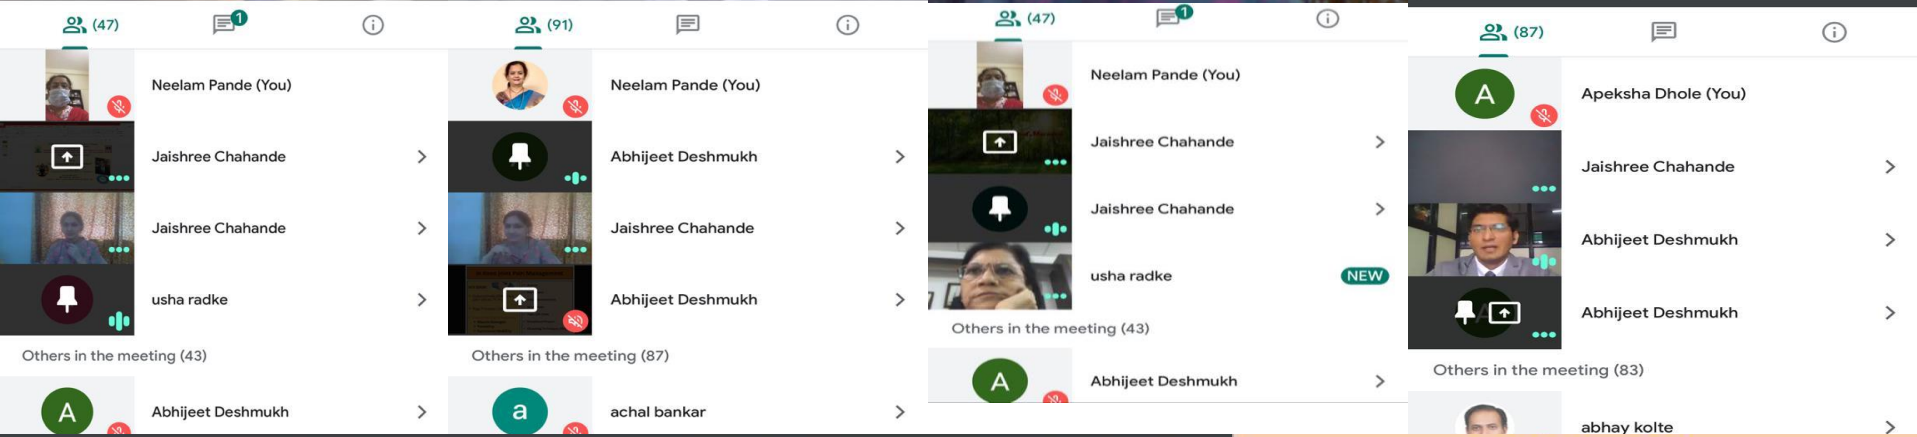 (47)
1
Neelam Pande (You)
Jaishree Chahande
Jaishree Chahande
usha radke
Others in the meeting (43)
A
Abhijeet Deshmukh
(91)
Neelam Pande (You)
Abhijeet Deshmukh
Jaishree Chahande
Abhijeet Deshmukh
Others in the meeting (87)
a
achal bankar
(47)
1
Neelam Pande (You)
Jaishree Chahande
Jaishree Chahande
usha radke
NEW
Others in the meeting (43)
A
Abhijeet Deshmukh
(87)
A
Apeksha Dhole (You)
Jaishree Chahande
Abhijeet Deshmukh
Abhijeet Deshmukh
Others in the meeting (83)
abhay kolte